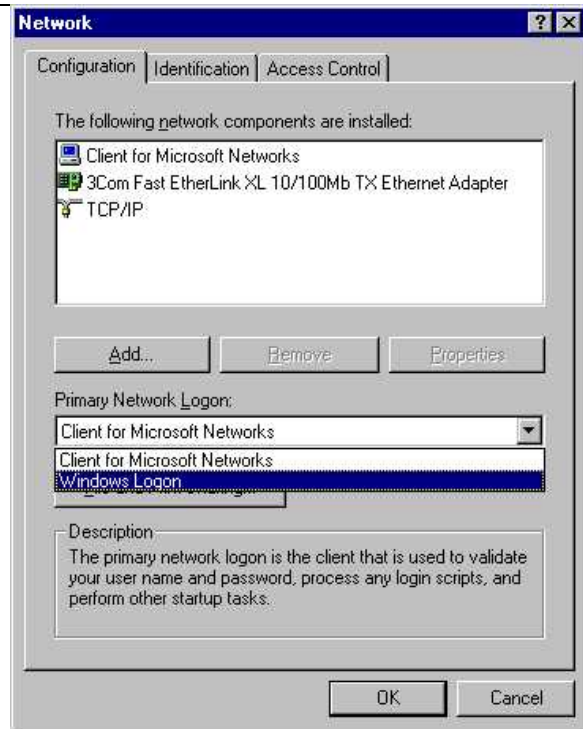 Network
Configuration Identification Access Control
The following network components are installed:
Client for Microsoft Networks
3Com Fast EtherLink XL 10/100Mb TX Ethernet Adapter
TCP/IP
Add... Remove Properties
Primary Network Logon:
Client for Microsoft Networks
Client for Microsoft Networks
Windows Logon
Description
The primary network logon is the client that is used to validate
your user name and password, process any login scripts, and
perform other startup tasks.
OK Cancel